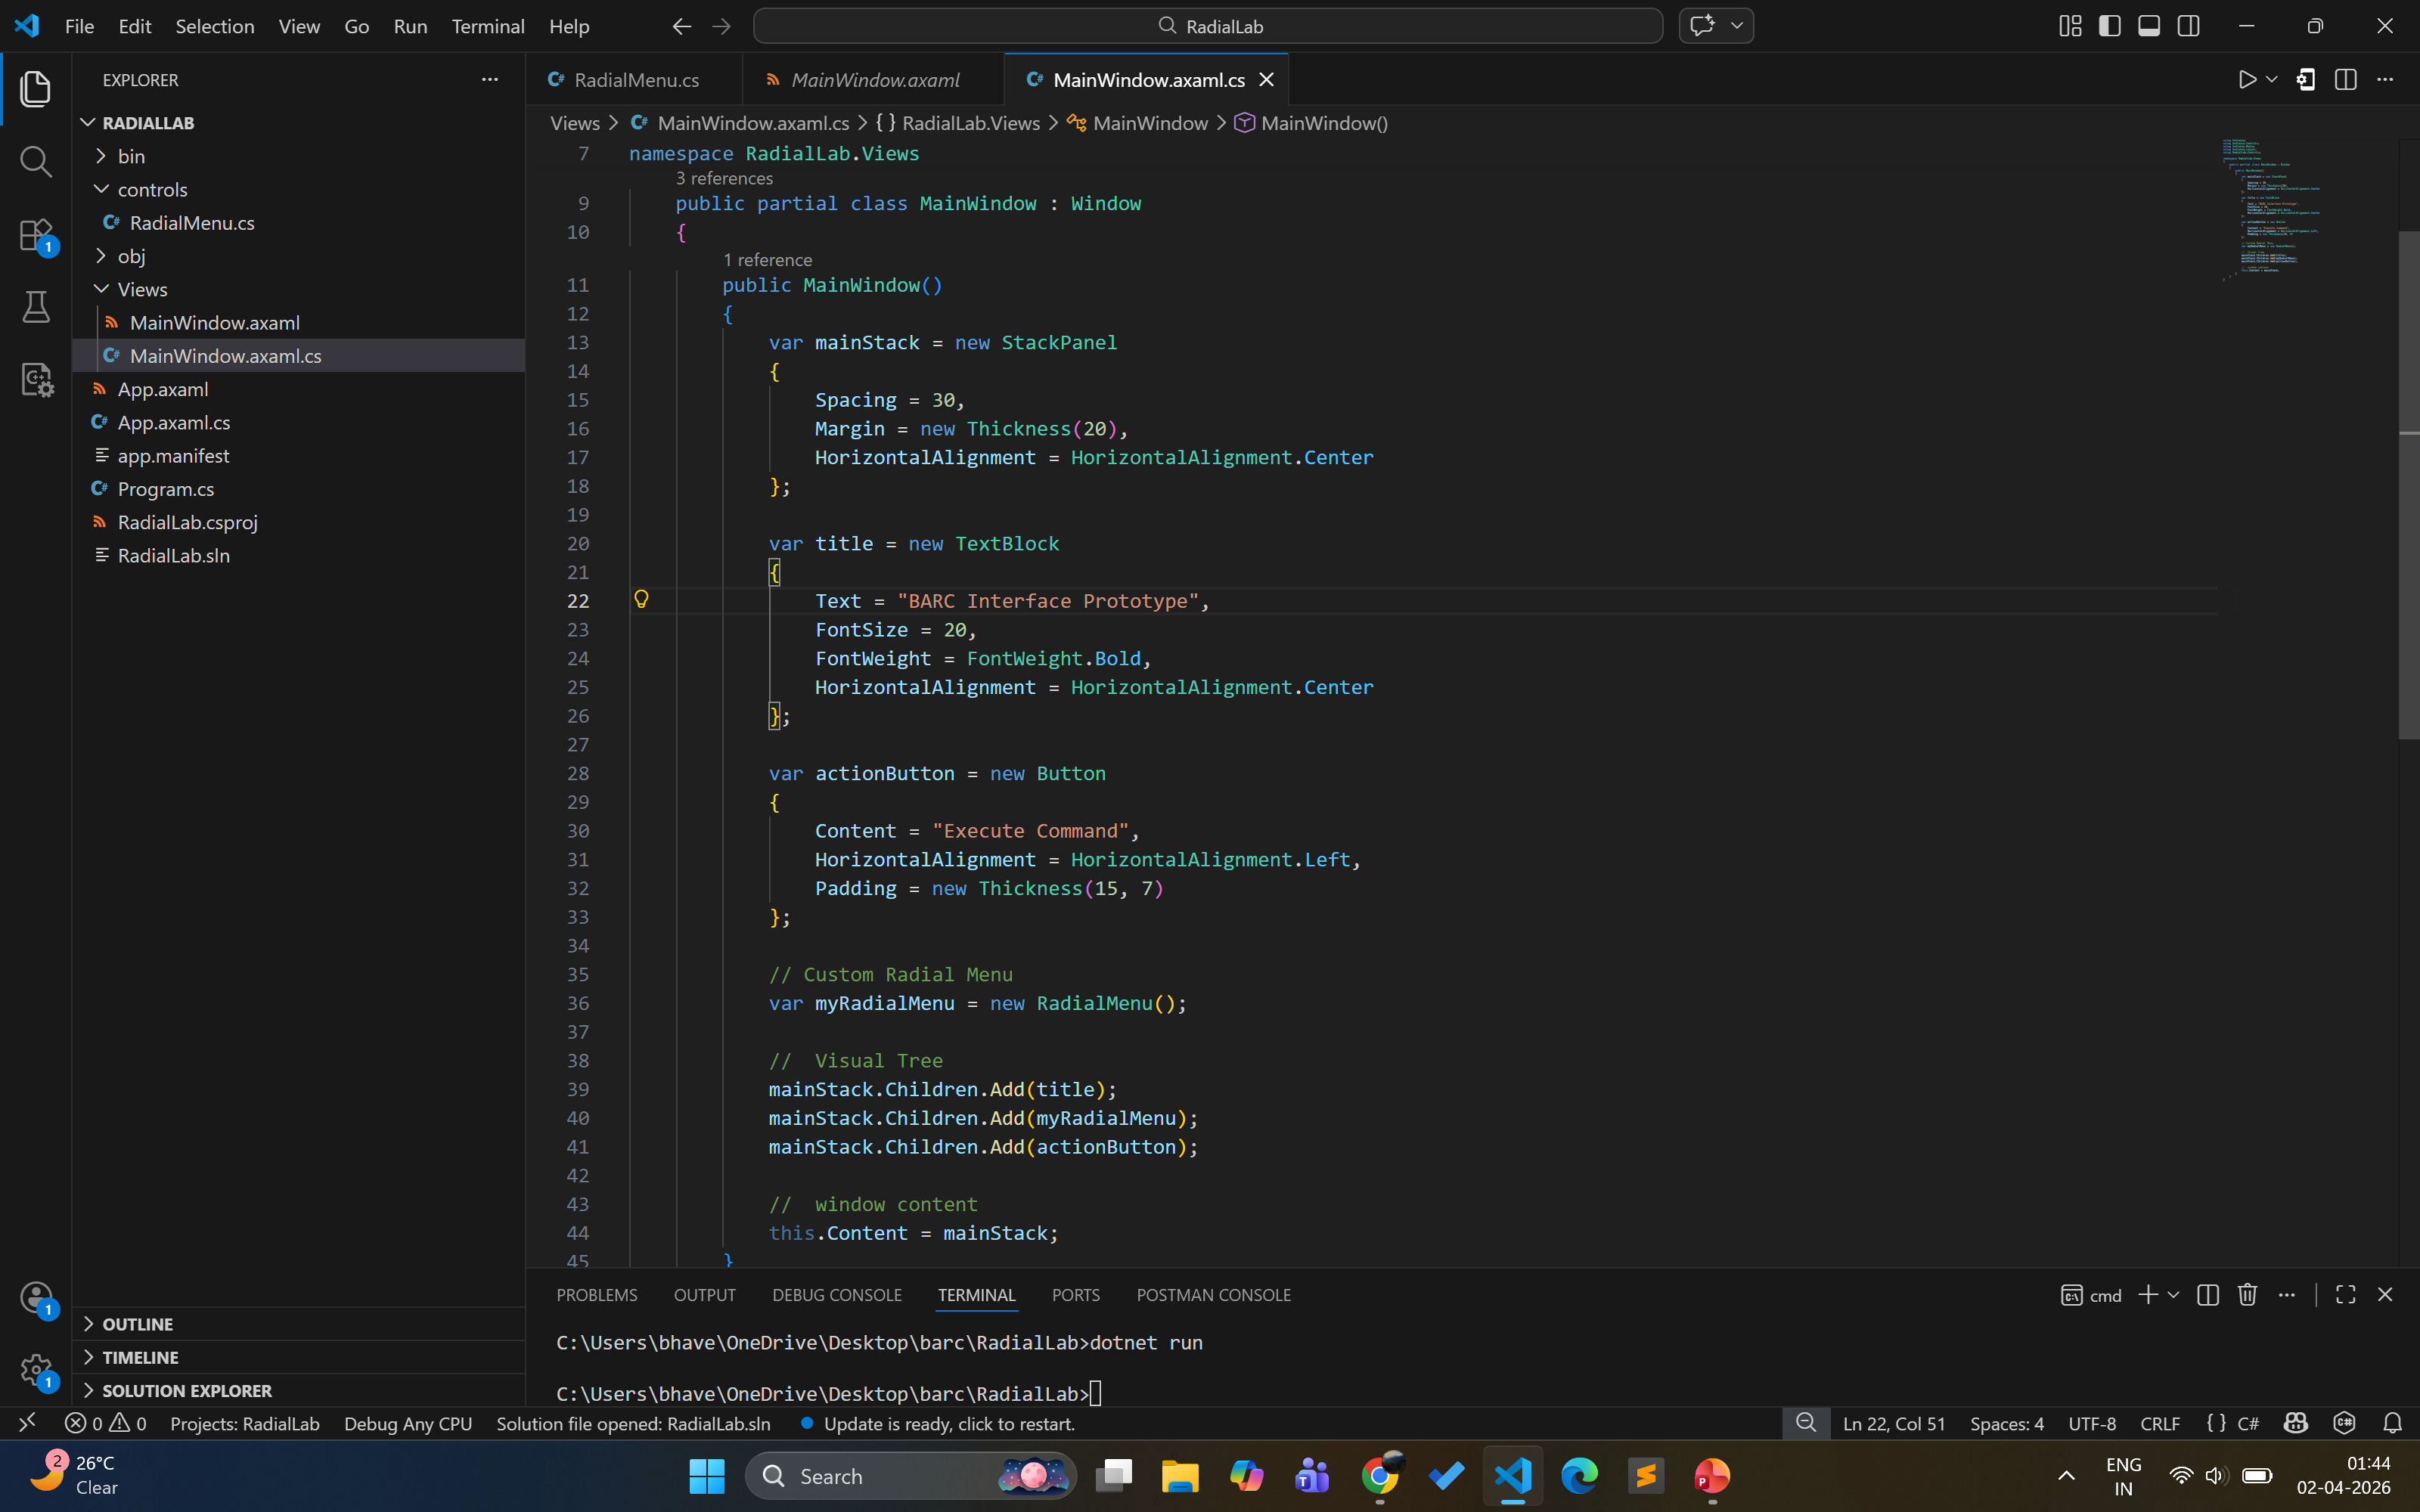 File Edit Selection View Go Run Terminal Help
RadialLab
EXPLORER
RADIALLAB
bin
controls
C# RadialMenu.cs
obj
Views
MainWindow.axaml
C# MainWindow.axaml.cs
App.axaml
C# App.axaml.cs
app.manifest
C# Program.cs
RadialLab.csproj
RadialLab.sln
OUTLINE
TIMELINE
SOLUTION EXPLORER
1
1
1
C# RadialMenu.cs
MainWindow.axaml
C# MainWindow.axaml.cs
Views > C# MainWindow.axaml.cs > { } RadialLab.Views > MainWindow > MainWindow()
7 namespace RadialLab.Views
3 references
9 public partial class MainWindow : Window
10 {
1 reference
11 public MainWindow()
12 {
13 var mainStack = new StackPanel
14 {
15 Spacing = 30,
16 Margin = new Thickness(20),
17 HorizontalAlignment = HorizontalAlignment.Center
18 };
19
20 var title = new TextBlock
21 {
22 Text = "BARC Interface Prototype",
23 FontSize = 20,
24 FontWeight = FontWeight.Bold,
25 HorizontalAlignment = HorizontalAlignment.Center
26 };
27
28 var actionButton = new Button
29 {
30 Content = "Execute Command",
31 HorizontalAlignment = HorizontalAlignment.Left,
32 Padding = new Thickness(15, 7)
33 };
34
35 // Custom Radial Menu
36 var myRadialMenu = new RadialMenu();
37
38 //  Visual Tree
39 mainStack.Children.Add(title);
40 mainStack.Children.Add(myRadialMenu);
41 mainStack.Children.Add(actionButton);
42
43 //  window content
44 this.Content = mainStack;
45 }
PROBLEMS OUTPUT DEBUG CONSOLE TERMINAL PORTS POSTMAN CONSOLE
cmd
C:\Users\bhave\OneDrive\Desktop\barc\RadialLab>dotnet run
C:\Users\bhave\OneDrive\Desktop\barc\RadialLab>
0 0 Projects: RadialLab Debug Any CPU Solution file opened: RadialLab.sln Update is ready, click to restart.
Ln 22, Col 51 Spaces: 4 UTF-8 CRLF { } C#
2
26°C
Clear
Search
ENG
IN
01:44
02-04-2026